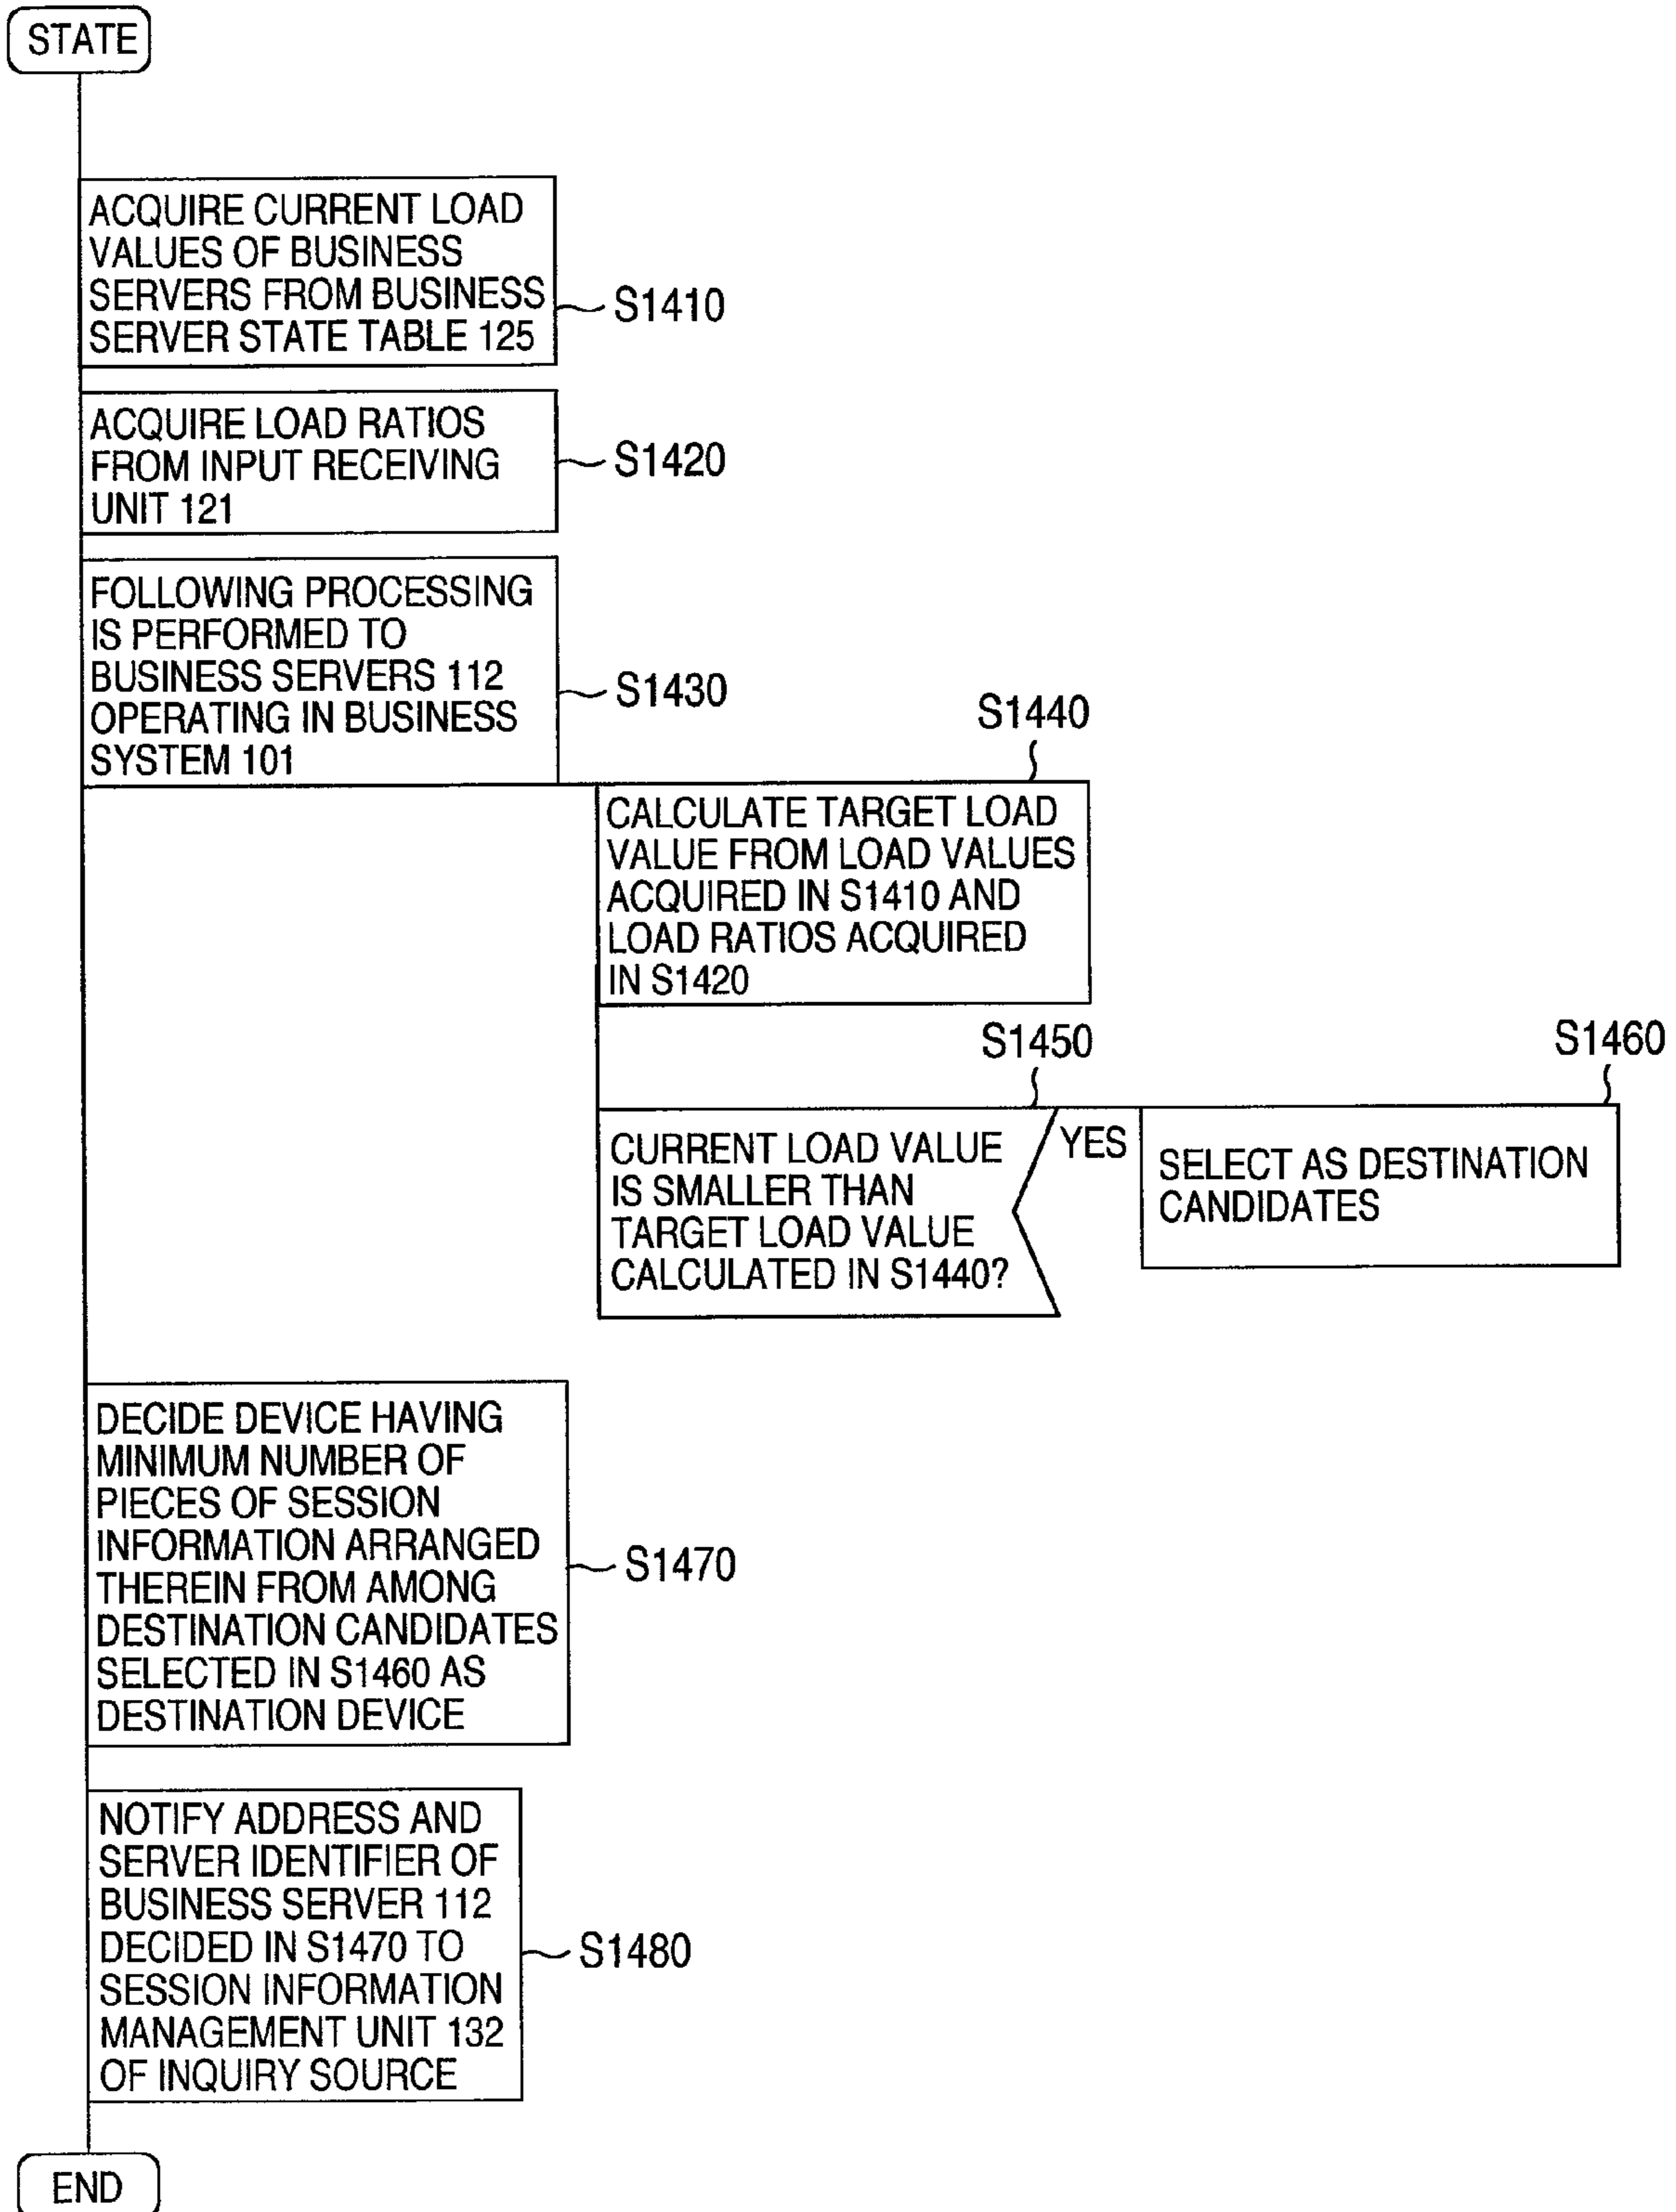 STATE
ACQUIRE CURRENT LOAD
VALUES OF BUSINESS
SERVERS FROM BUSINESS
SERVER STATE TABLE 125
S1410
ACQUIRE LOAD RATIOS
FROM INPUT RECEIVING
UNIT 121
S1420
FOLLOWING PROCESSING
IS PERFORMED TO
BUSINESS SERVERS 112
OPERATING IN BUSINESS
SYSTEM 101
S1430
S1440
CALCULATE TARGET LOAD
VALUE FROM LOAD VALUES
ACQUIRED IN S1410 AND
LOAD RATIOS ACQUIRED
IN S1420
S1450
CURRENT LOAD VALUE
IS SMALLER THAN
TARGET LOAD VALUE
CALCULATED IN S1440?
YES
S1460
SELECT AS DESTINATION
CANDIDATES
DECIDE DEVICE HAVING
MINIMUM NUMBER OF
PIECES OF SESSION
INFORMATION ARRANGED
THEREIN FROM AMONG
DESTINATION CANDIDATES
SELECTED IN S1460 AS
DESTINATION DEVICE
S1470
NOTIFY ADDRESS AND
SERVER IDENTIFIER OF
BUSINESS SERVER 112
DECIDED IN S1470 TO
SESSION INFORMATION
MANAGEMENT UNIT 132
OF INQUIRY SOURCE
S1480
END